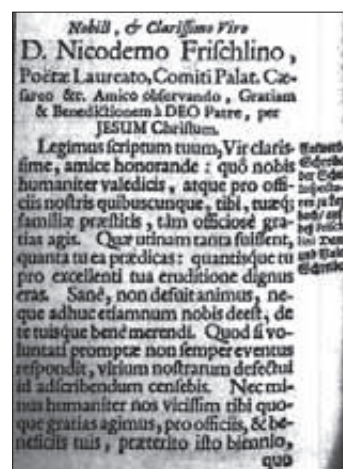 Nobili, & Clarissimo Viro
D. Nicodemo Frischlino,
Poëtæ Laureato, Comiti Palat. Cæ-
sareo &c. Amico observando, Gratiam
& Benedictionem à DEO Patre, per
JESUM Christum.
Legimus scriptum tuum, Vir claris-
sime, amice honorande: quô nobis
humaniter valedicis, atque pro offi-
ciis nostris quibuscunque, tibi, tuæq;
familiæ præstitis, tàm officiosè gra-
tias agis. Quæ utinam tanta fuissent,
quanta tu ea prædicas: quantisque tu
pro excellenti tua eruditione dignus
eras. Sanè, non defuit animus, ne-
que adhuc etiamnum nobis deest, de
te tuisque benè merendi. Quod si vo-
luntati promptæ non semper eventus
respondit, virium nostrarum defectui
id adscribendum censebis. Nec mi-
nus humaniter nos vicissim tibi quo-
que gratias agimus, pro officiis, & be-
neficiis tuis, præterito isto biennio,
quo